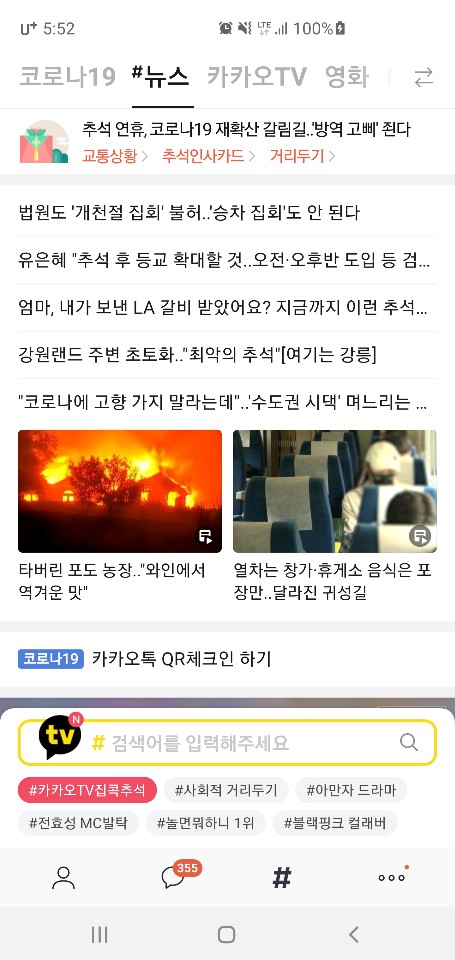 U+ 5:52 LTE 100%
코로나19 #뉴스 카카오TV 영화
추석 연휴, 코로나19 재확산 갈림길..'방역 고삐' 죈다
교통상황 추석인사카드 거리두기
법원도 '개천절 집회' 불허..'승차 집회'도 안 된다
유은혜 "추석 후 등교 확대할 것..오전·오후반 도입 등 검...
엄마, 내가 보낸 LA 갈비 받았어요? 지금까지 이런 추석...
강원랜드 주변 초토화.."최악의 추석"[여기는 강릉]
"코로나에 고향 가지 말라는데"..'수도권 시댁' 며느리는 ...
타버린 포도 농장.."와인에서
역겨운 맛"
열차는 창가·휴게소 음식은 포
장만..달라진 귀성길
코로나19 카카오톡 QR체크인 하기
tv N # 검색어를 입력해주세요
#카카오TV집콕추석 #사회적 거리두기 #아만자 드라마
#전효성 MC발탁 #놀면뭐하니 1위 #블랙핑크 컬래버
355
#